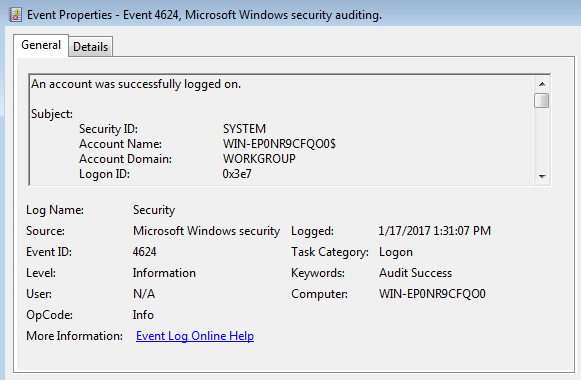 Event Properties - Event 4624, Microsoft Windows security auditing.
General Details
An account was successfully logged on.
Subject:
Security ID: SYSTEM
Account Name: WIN-EP0NR9CFQO0$
Account Domain: WORKGROUP
Logon ID: 0x3e7
Log Name: Security
Source: Microsoft Windows security Logged: 1/17/2017 1:31:07 PM
Event ID: 4624 Task Category: Logon
Level: Information Keywords: Audit Success
User: N/A Computer: WIN-EP0NR9CFQO0
OpCode: Info
More Information: Event Log Online Help